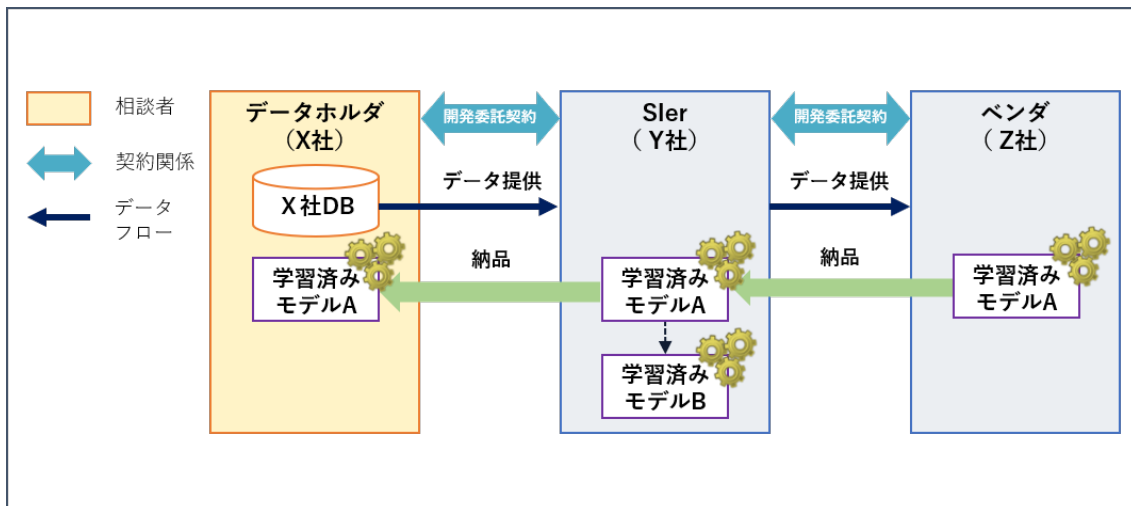 相談者
契約関係
データ
フロー
データホルダ
（X社）
X社DB
学習済み
モデルA
開発委託契約
データ提供
納品
SIer
（ Y社）
学習済み
モデルA
学習済み
モデルB
開発委託契約
データ提供
納品
ベンダ
（ Z社）
学習済み
モデルA